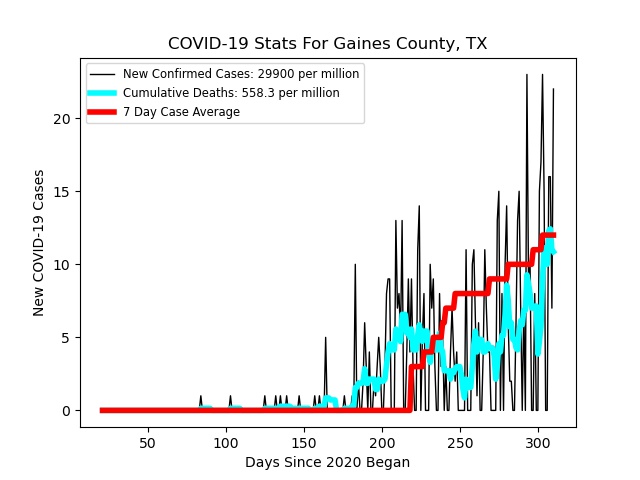 COVID-19 Stats For Gaines County, TX
New Confirmed Cases: 29900 per million
Cumulative Deaths: 558.3 per million
7 Day Case Average
New COVID-19 Cases
20
15
10
5
0
50 100 150 200 250 300
Days Since 2020 Began